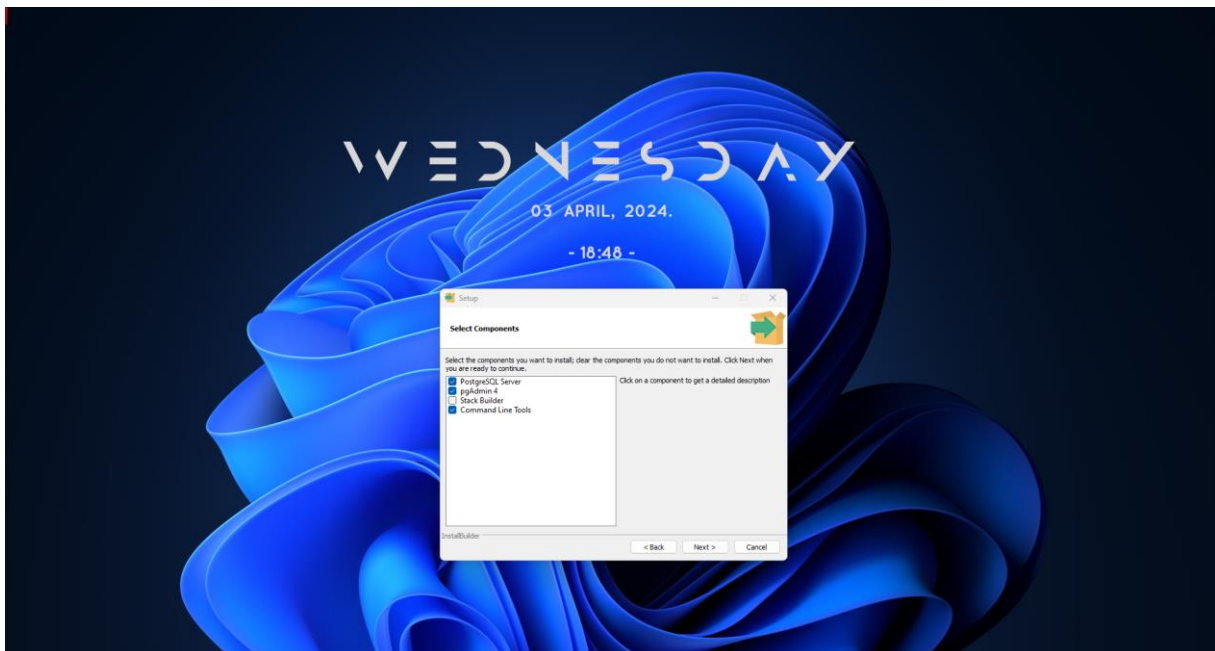 WEDNESDAY
03 APRIL, 2024.
- 18:48 -
Setup
Select Components
Select the components you want to install; clear the components you do not want to install. Click Next when
you are ready to continue.
PostgreSQL Server
pgAdmin 4
Stack Builder
Command Line Tools
Click on a component to get a detailed description
InstallBuilder
< Back
Next >
Cancel